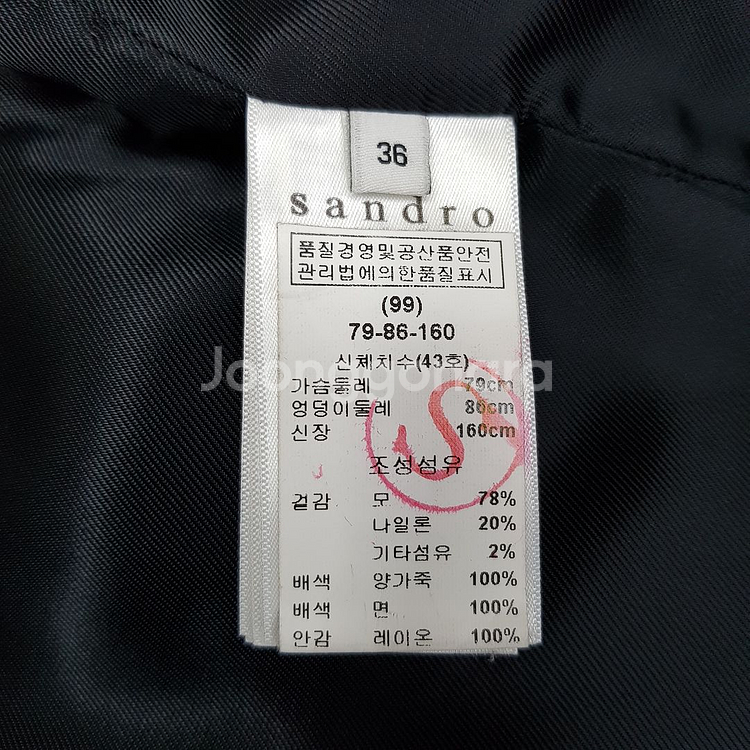 36
sandro
품질경영및공산품안전
관리법에의한품질표시
(99)
79-86-160
신체치수(43호)
Joonggonara
가슴둘레 79cm
엉덩이둘레 86cm
신장 160cm
S
조성섬유
겉감 모 78%
나일론 20%
기타섬유 2%
배색 양가죽 100%
배색 면 100%
안감 레이온 100%